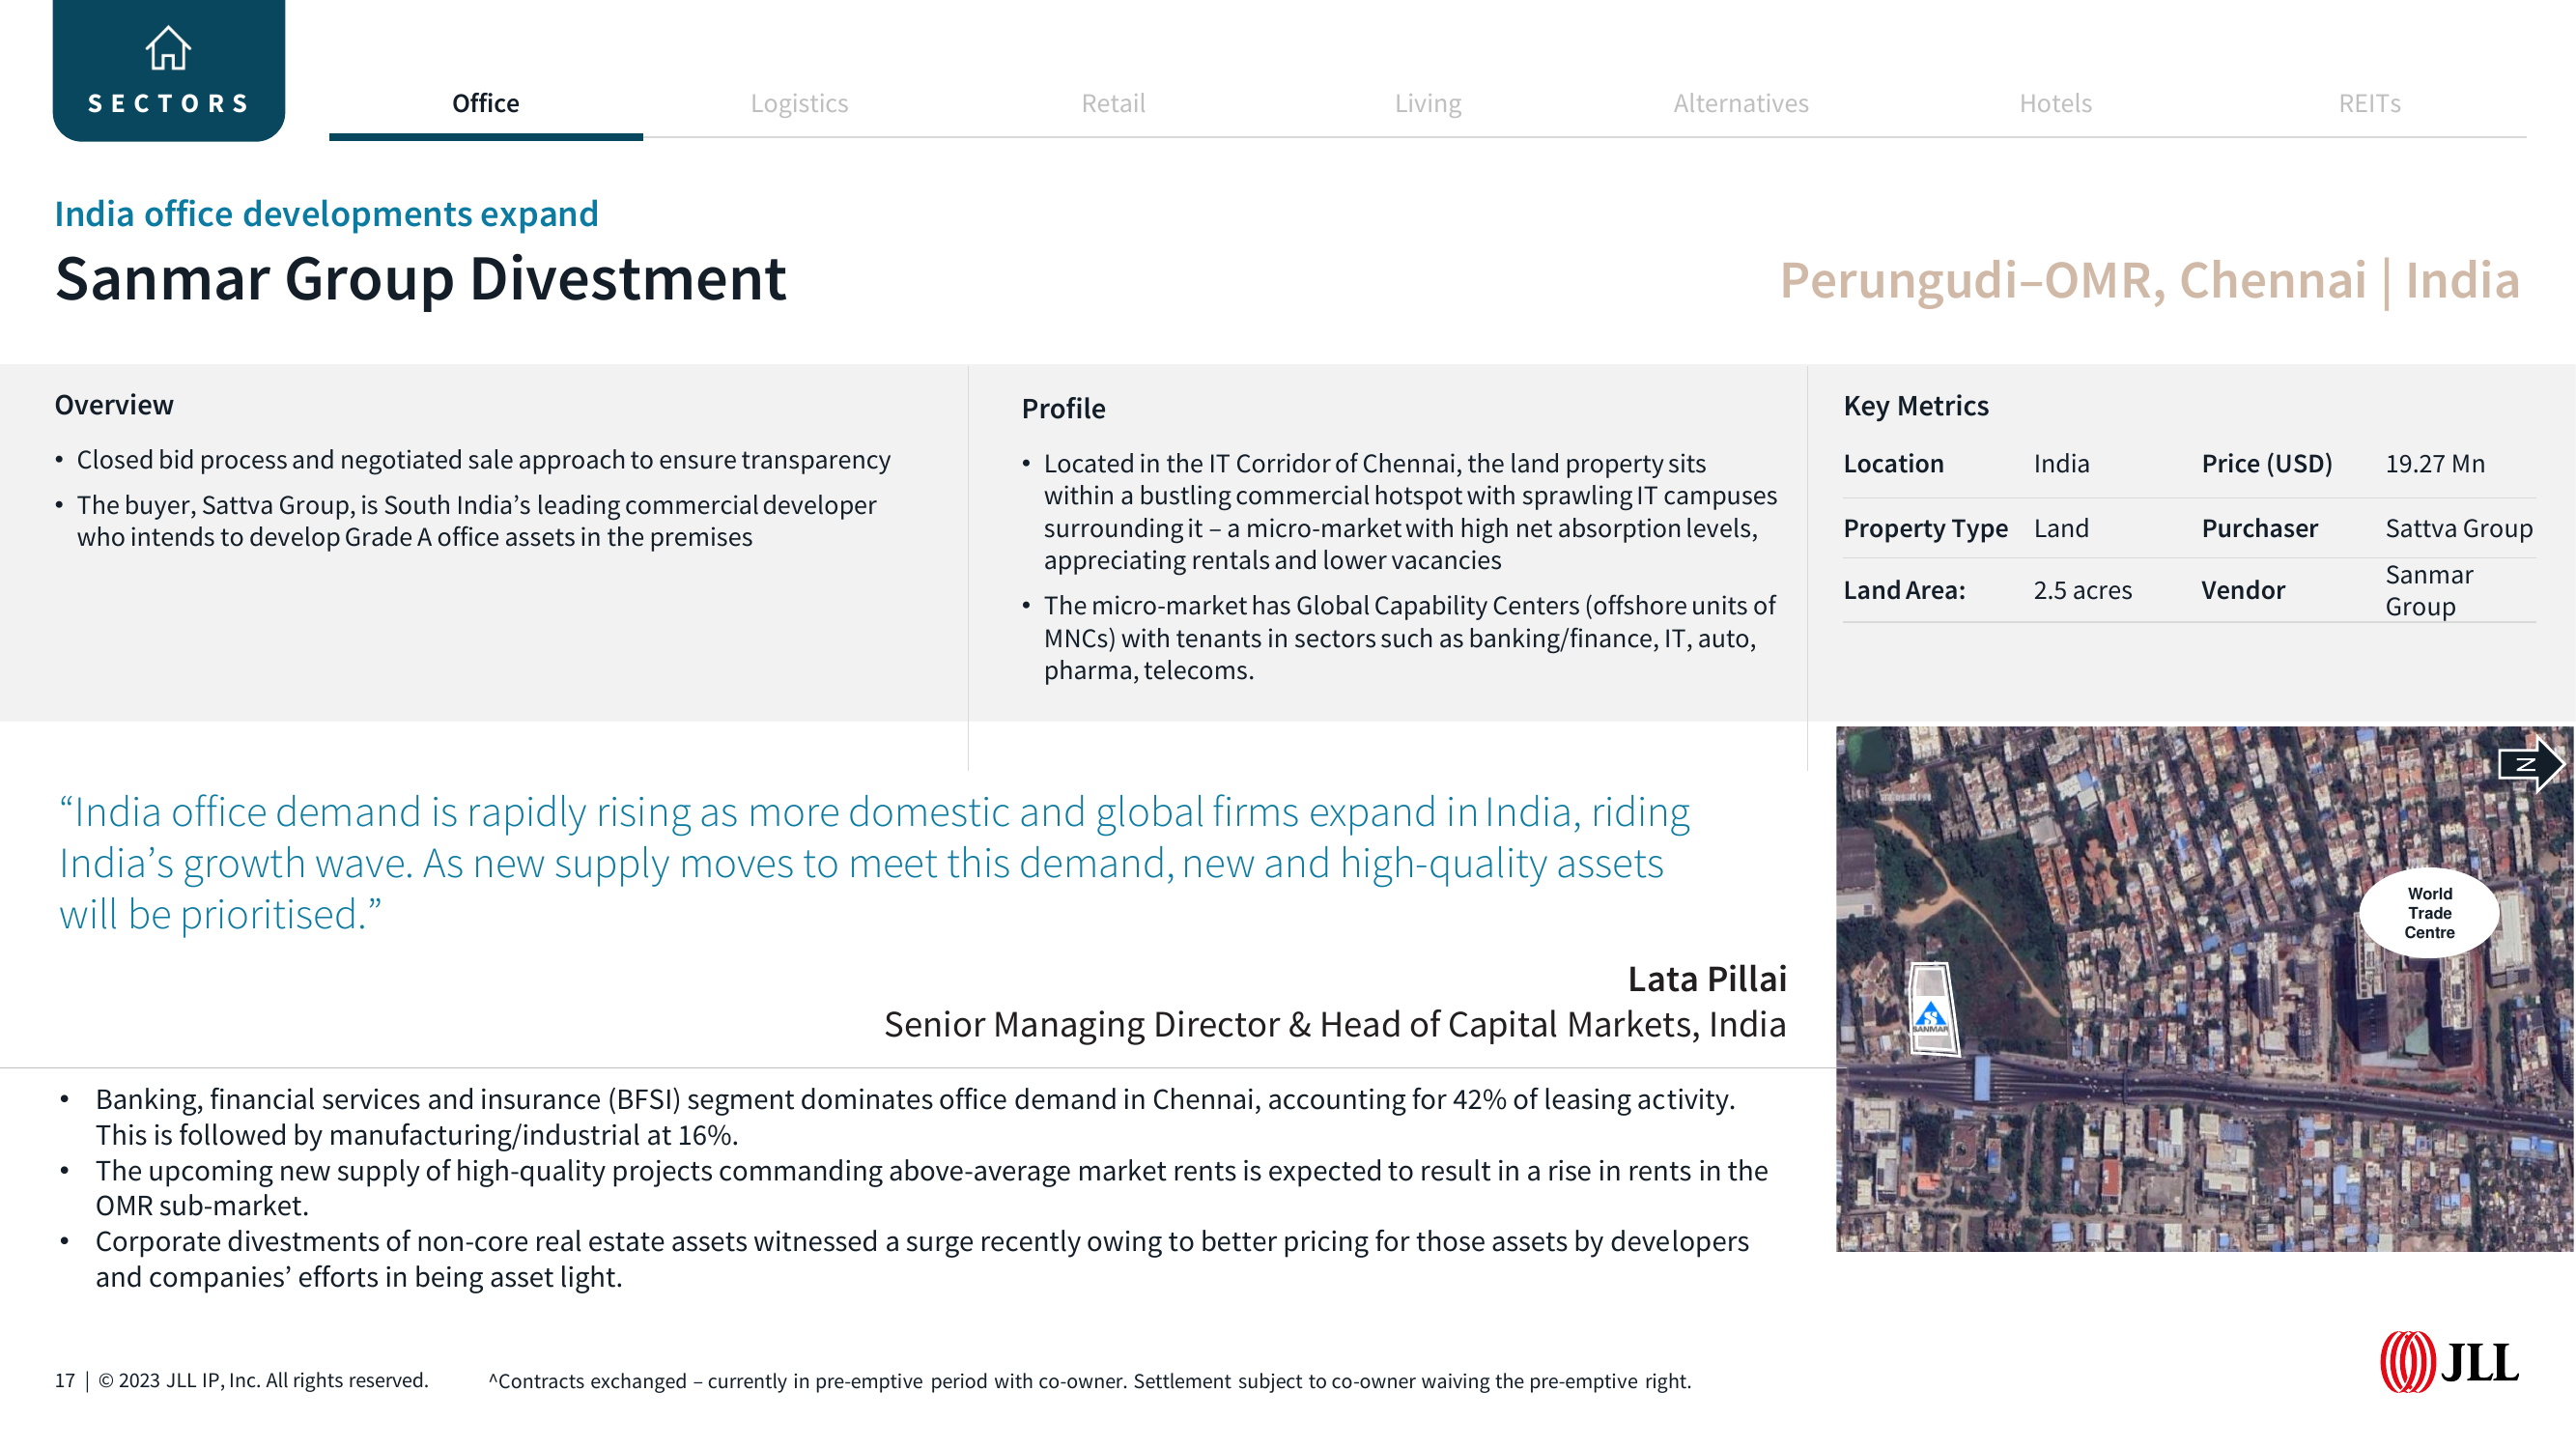 SECTORS
Office
Logistics
Retail
Living
Alternatives
Hotels
REITs
India office developments expand
Sanmar Group Divestment
Perungudi–OMR, Chennai | India
Overview
• Closed bid process and negotiated sale approach to ensure transparency
• The buyer, Sattva Group, is South India’s leading commercial developer
who intends to develop Grade A office assets in the premises
Profile
• Located in the IT Corridor of Chennai, the land property sits
within a bustling commercial hotspot with sprawling IT campuses
surrounding it – a micro-market with high net absorption levels,
appreciating rentals and lower vacancies
• The micro-market has Global Capability Centers (offshore units of
MNCs) with tenants in sectors such as banking/finance, IT, auto,
pharma, telecoms.
Key Metrics
Location India Price (USD) 19.27 Mn
Property Type Land Purchaser Sattva Group
Land Area: 2.5 acres Vendor Sanmar
Group
“India office demand is rapidly rising as more domestic and global firms expand in India, riding
India’s growth wave. As new supply moves to meet this demand, new and high-quality assets
will be prioritised.”
Lata Pillai
Senior Managing Director & Head of Capital Markets, India
N
World
Trade
Centre
SANMAR
• Banking, financial services and insurance (BFSI) segment dominates office demand in Chennai, accounting for 42% of leasing activity.
This is followed by manufacturing/industrial at 16%.
• The upcoming new supply of high-quality projects commanding above-average market rents is expected to result in a rise in rents in the
OMR sub-market.
• Corporate divestments of non-core real estate assets witnessed a surge recently owing to better pricing for those assets by developers
and companies’ efforts in being asset light.
17 | © 2023 JLL IP, Inc. All rights reserved.
^Contracts exchanged – currently in pre-emptive period with co-owner. Settlement subject to co-owner waiving the pre-emptive right.
JLL